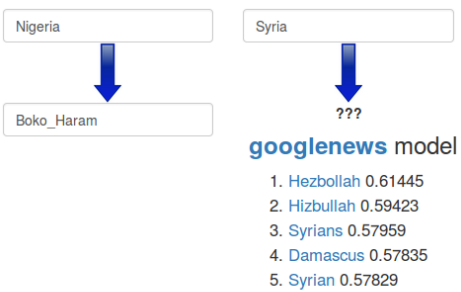 Nigeria
Syria
Boko_Haram
???
googlenews model
1. Hezbollah 0.61445
2. Hizbullah 0.59423
3. Syrians 0.57959
4. Damascus 0.57835
5. Syrian 0.57829